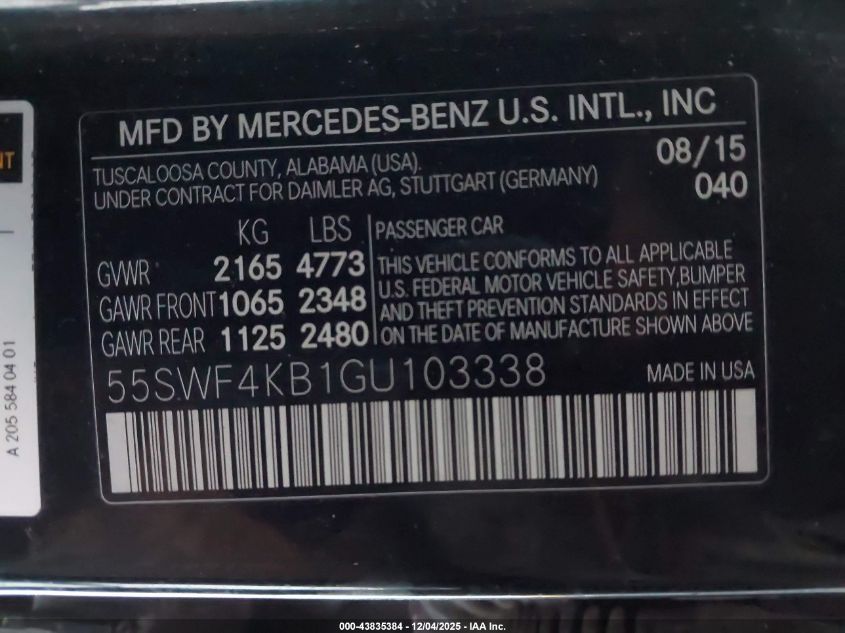 MFD BY MERCEDES-BENZ U.S. INTL., INC
TUSCALOOSA COUNTY, ALABAMA (USA).
UNDER CONTRACT FOR DAIMLER AG, STUTTGART (GERMANY)
08/15
040
KG LBS
GVWR 2165 4773
GAWR FRONT 1065 2348
GAWR REAR 1125 2480
PASSENGER CAR
THIS VEHICLE CONFORMS TO ALL APPLICABLE
U.S. FEDERAL MOTOR VEHICLE SAFETY,BUMPER
AND THEFT PREVENTION STANDARDS IN EFFECT
ON THE DATE OF MANUFACTURE SHOWN ABOVE
55SWF4KB1GU103338
MADE IN USA
A 205 584 04 01
NT
000-43835384 - 12/04/2025 - IAA Inc.